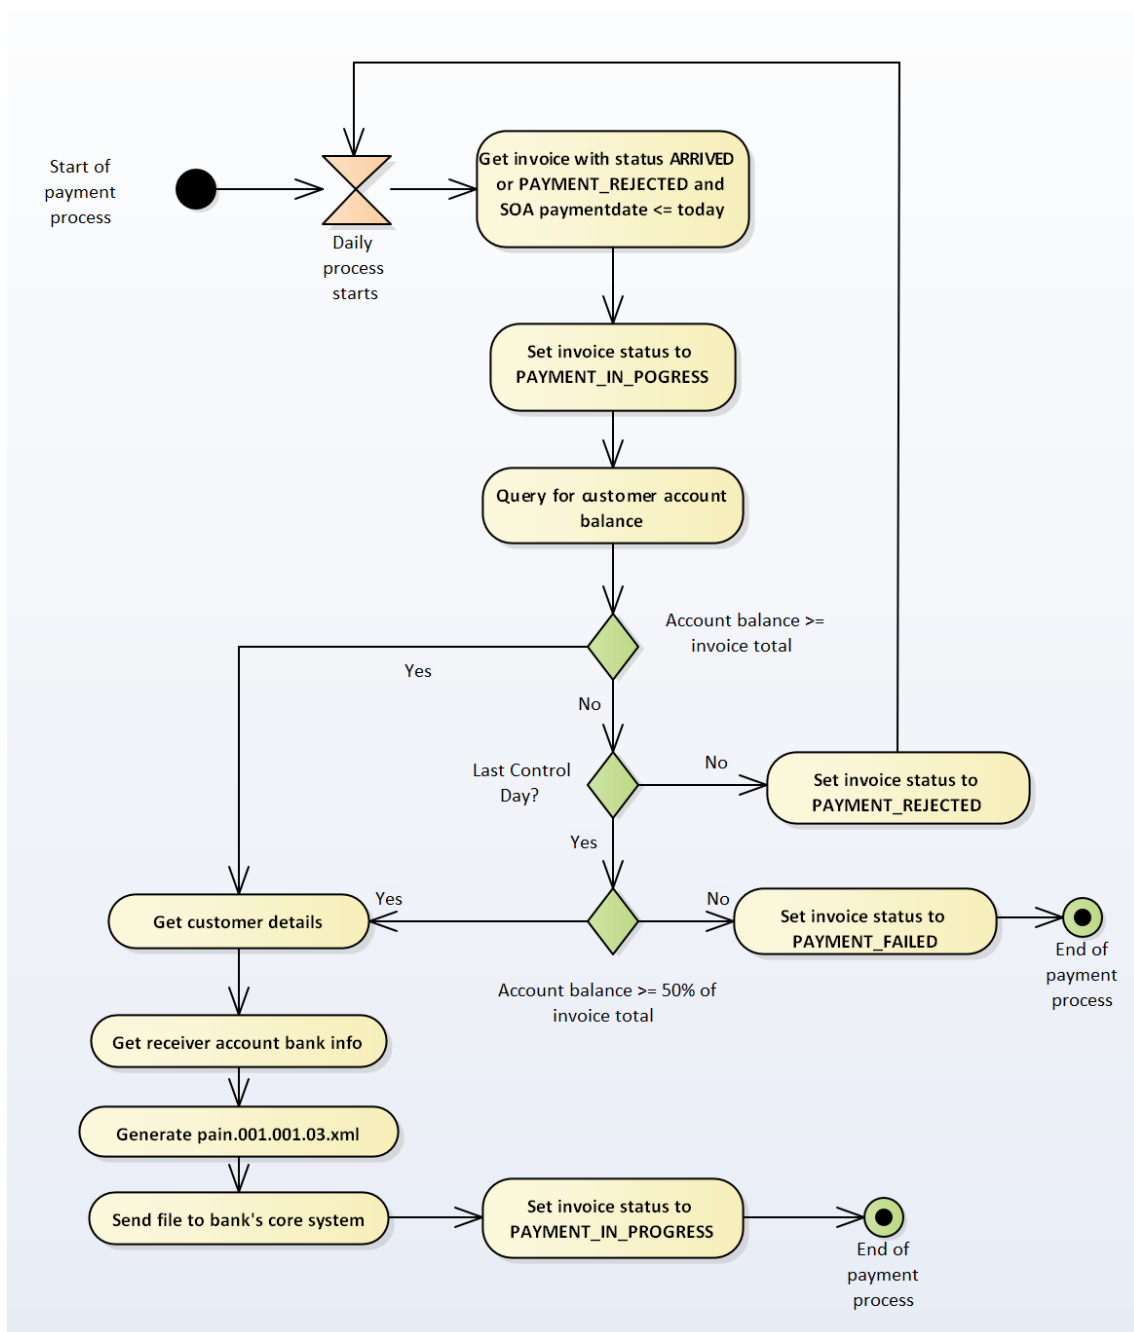 Start of
payment
process
Daily
process
starts
Get invoice with status ARRIVED
or PAYMENT_REJECTED and
SOA paymentdate <= today
Set invoice status to
PAYMENT_IN_POGRESS
Query for customer account
balance
Account balance >=
invoice total
Yes
No
Last Control
Day?
No
Set invoice status to
PAYMENT_REJECTED
Yes
Yes
No
Get customer details
Set invoice status to
PAYMENT_FAILED
End of
payment
process
Account balance >= 50% of
invoice total
Get receiver account bank info
Generate pain.001.001.03.xml
Send file to bank's core system
Set invoice status to
PAYMENT_IN_PROGRESS
End of
payment
process